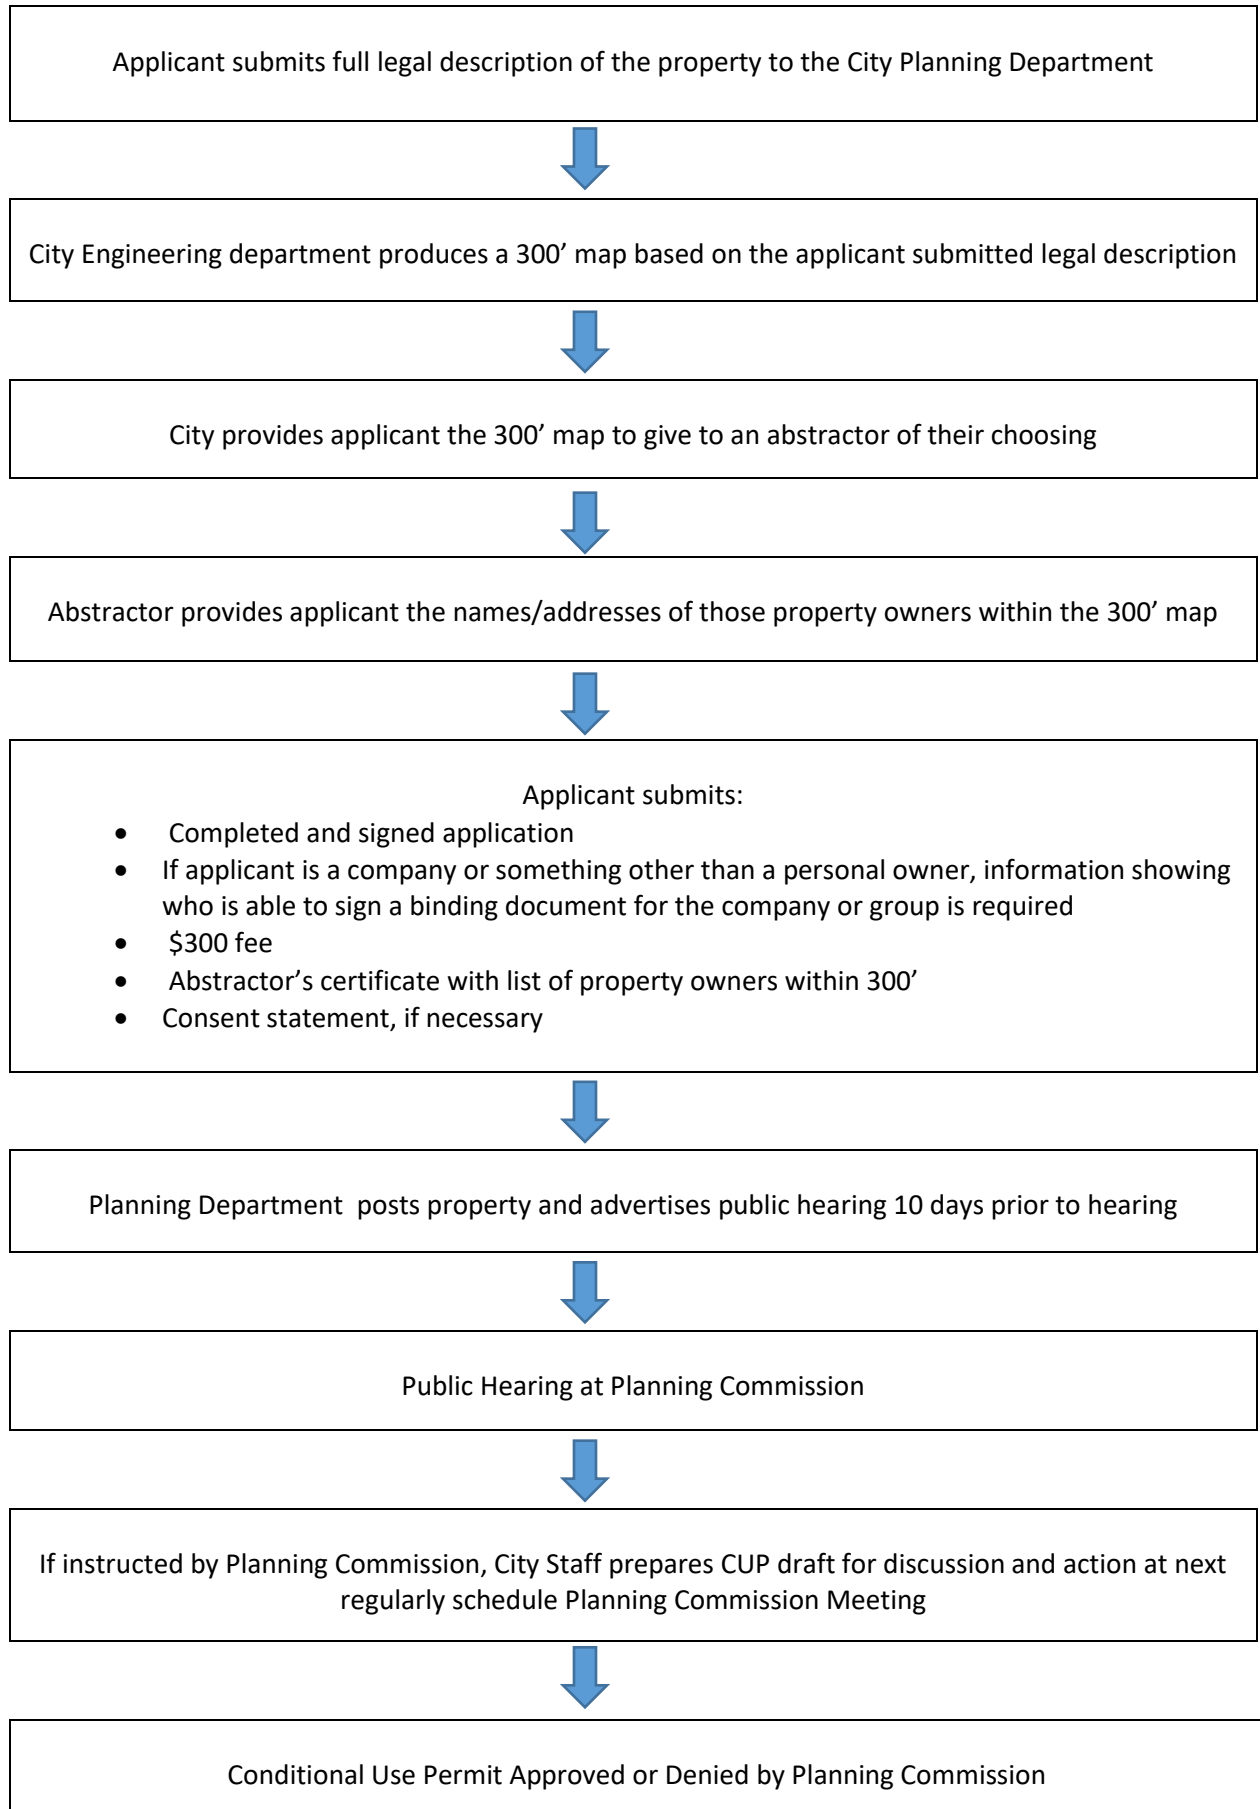 Applicant submits full legal description of the property to the City Planning Department
City Engineering department produces a 300’ map based on the applicant submitted legal description
City provides applicant the 300’ map to give to an abstractor of their choosing
Abstractor provides applicant the names/addresses of those property owners within the 300’ map
Applicant submits:
• Completed and signed application
• If applicant is a company or something other than a personal owner, information showing
who is able to sign a binding document for the company or group is required
• $300 fee
• Abstractor’s certificate with list of property owners within 300’
• Consent statement, if necessary
Planning Department posts property and advertises public hearing 10 days prior to hearing
Public Hearing at Planning Commission
If instructed by Planning Commission, City Staff prepares CUP draft for discussion and action at next
regularly schedule Planning Commission Meeting
Conditional Use Permit Approved or Denied by Planning Commission